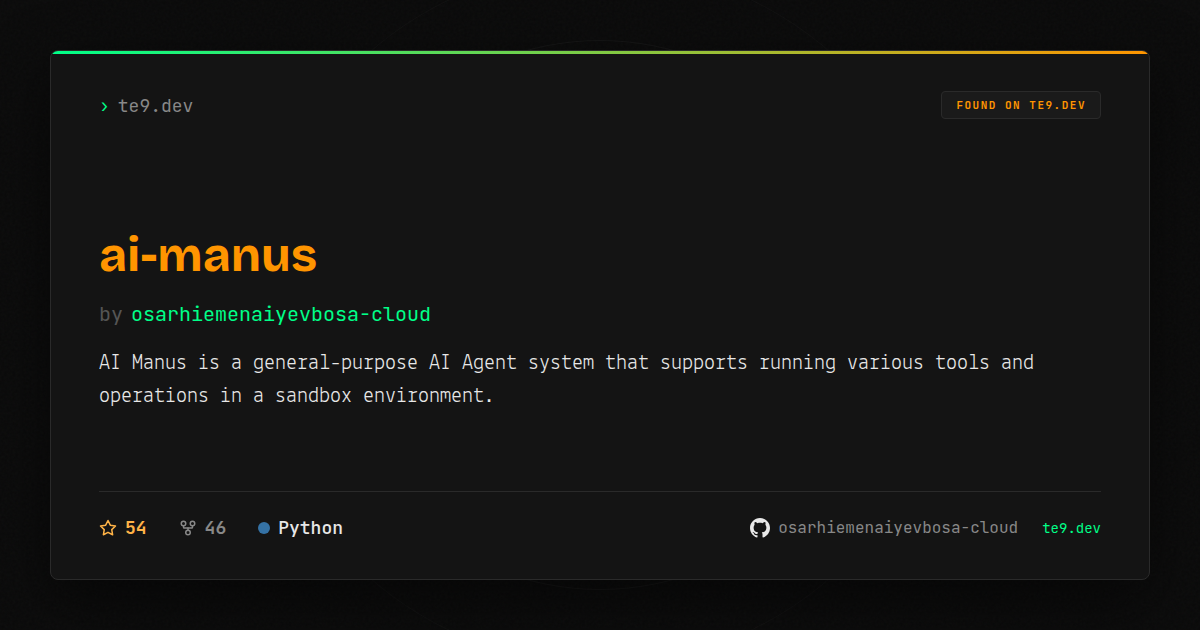 › te9.dev
FOUND ON TE9.DEV
ai-manus
by osarhiemenaiyevbosa-cloud
AI Manus is a general-purpose AI Agent system that supports running various tools and
operations in a sandbox environment.
54 46 Python osarhiemenaiyevbosa-cloud te9.dev